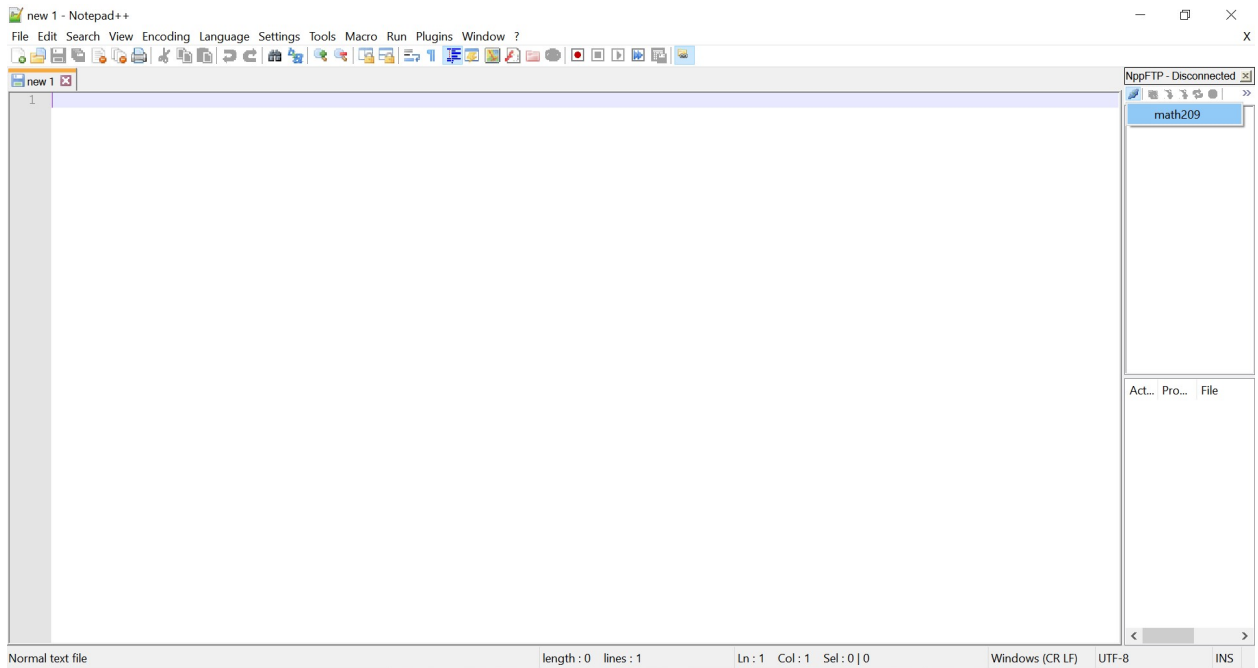 new 1 - Notepad++
File Edit Search View Encoding Language Settings Tools Macro Run Plugins Window ?
X
new 1
NppFTP - Disconnected
math209
1
Act... Pro... File
Normal text file length : 0 lines : 1 Ln : 1 Col : 1 Sel : 0 | 0 Windows (CR LF) UTF-8 INS